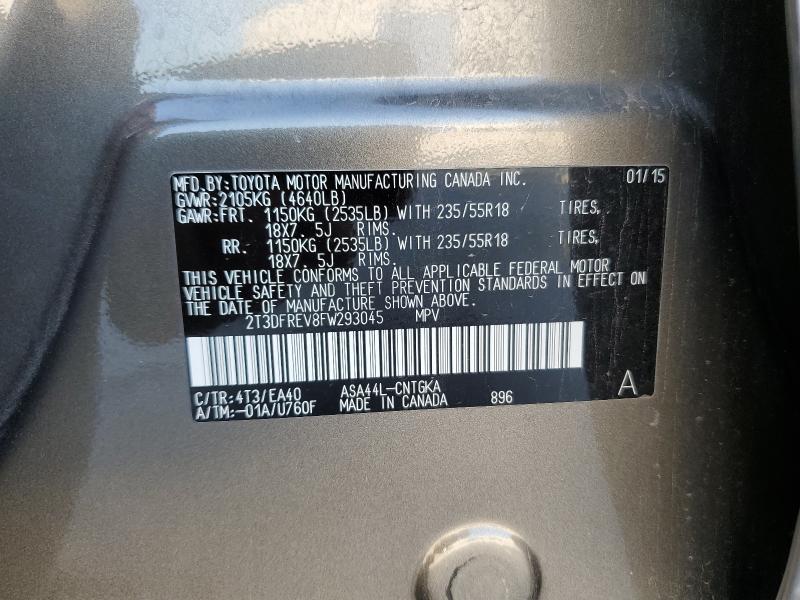 MFD.BY:TOYOTA MOTOR MANUFACTURING CANADA INC. 01/15
GVWR:2105KG (4640LB)
GAWR:FRT. 1150KG (2535LB) WITH 235/55R18 TIRES,
18X7. 5J RIMS.
RR. 1150KG (2535LB) WITH 235/55R18 TIRES,
18X7. 5J RIMS.
THIS VEHICLE CONFORMS TO ALL APPLICABLE FEDERAL MOTOR
VEHICLE SAFETY AND THEFT PREVENTION STANDARDS IN EFFECT ON
THE DATE OF MANUFACTURE SHOWN ABOVE.
2T3DFREV8FW293045 MPV
C/TR:4T3/EA40 ASA44L-CNTGKA
A/TM:-01A/U760F MADE IN CANADA 896 A